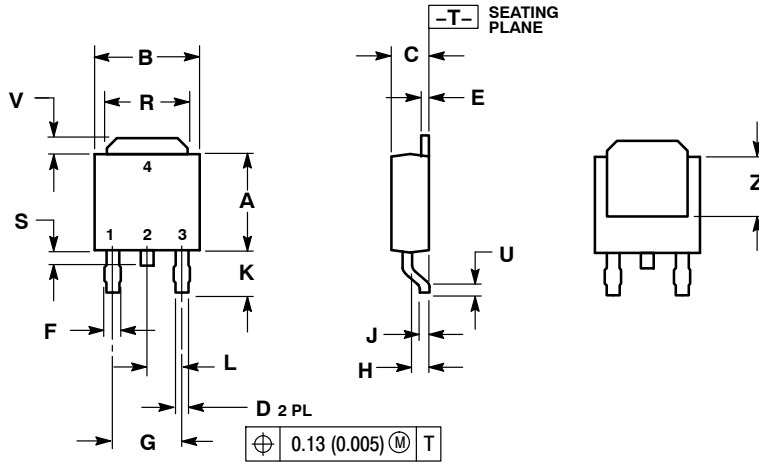 –T– SEATING
PLANE
B
C
V
R
E
4
Z
A
S
1 2 3
U
K
F
J
L
H
D 2 PL
G
⌖ 0.13 (0.005) Ⓜ T